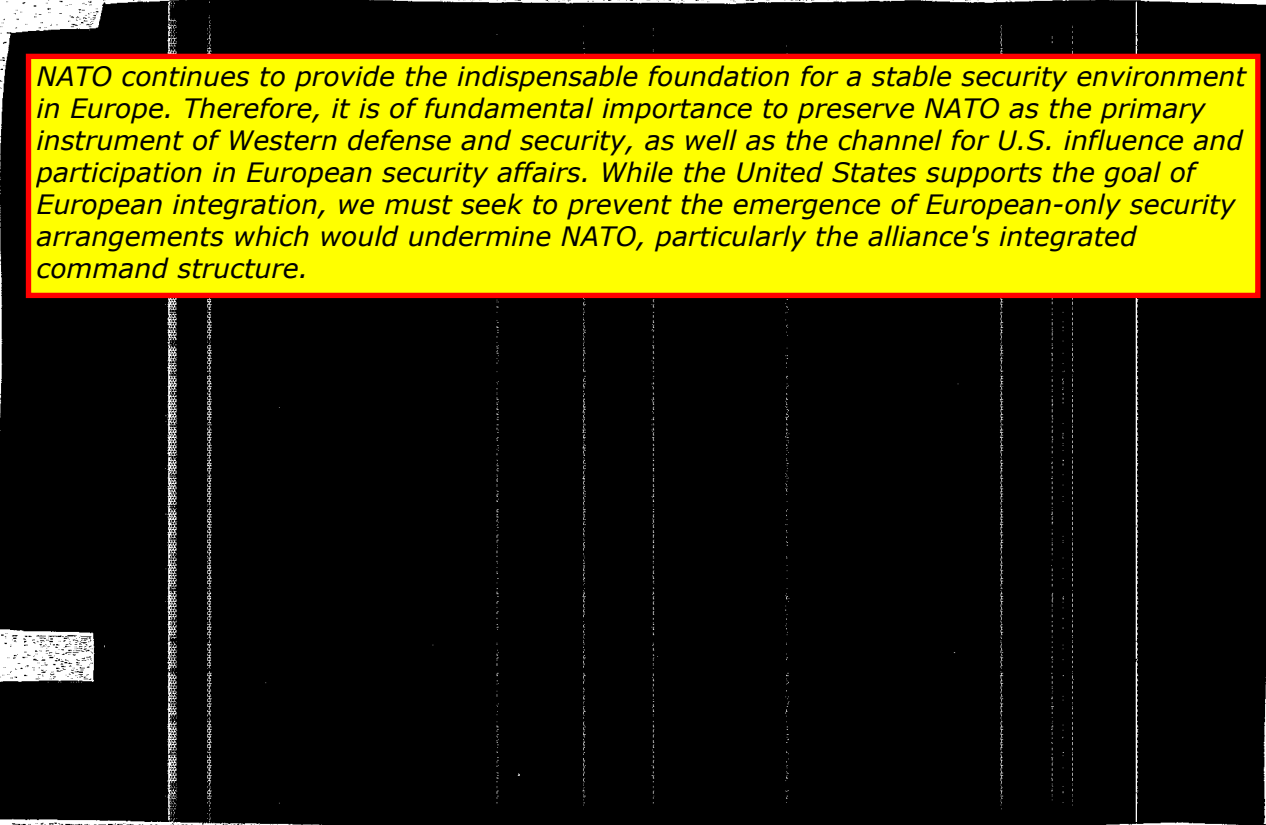 NATO continues to provide the indispensable foundation for a stable security environment
in Europe. Therefore, it is of fundamental importance to preserve NATO as the primary
instrument of Western defense and security, as well as the channel for U.S. influence and
participation in European security affairs. While the United States supports the goal of
European integration, we must seek to prevent the emergence of European-only security
arrangements which would undermine NATO, particularly the alliance's integrated
command structure.